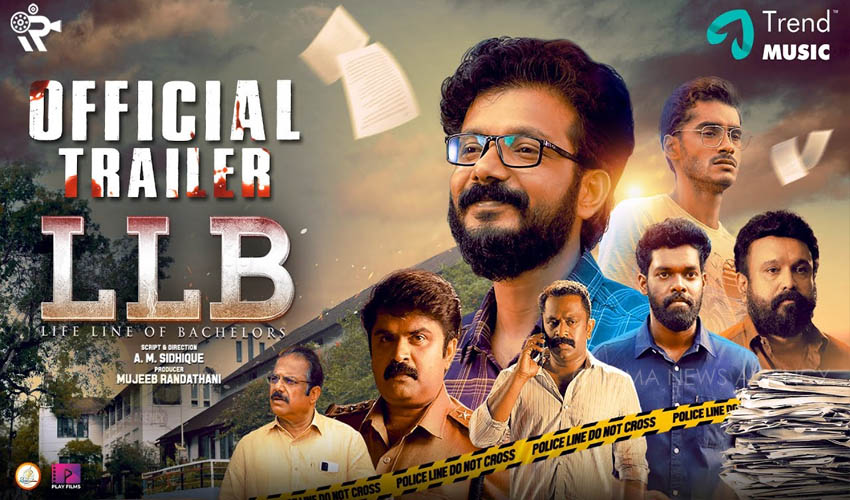 Trend™
MUSIC
OFFICIAL
TRAILER
LLB
LIFE LINE OF BACHELORS
SCRIPT & DIRECTION
A. M. SIDHIQUE
PRODUCER
MUJEEB RANDATHANI
PLAY FILMS
POLICE LINE DO NOT CROSS
POLICE LINE DO NOT CROSS
POLICE LINE DO